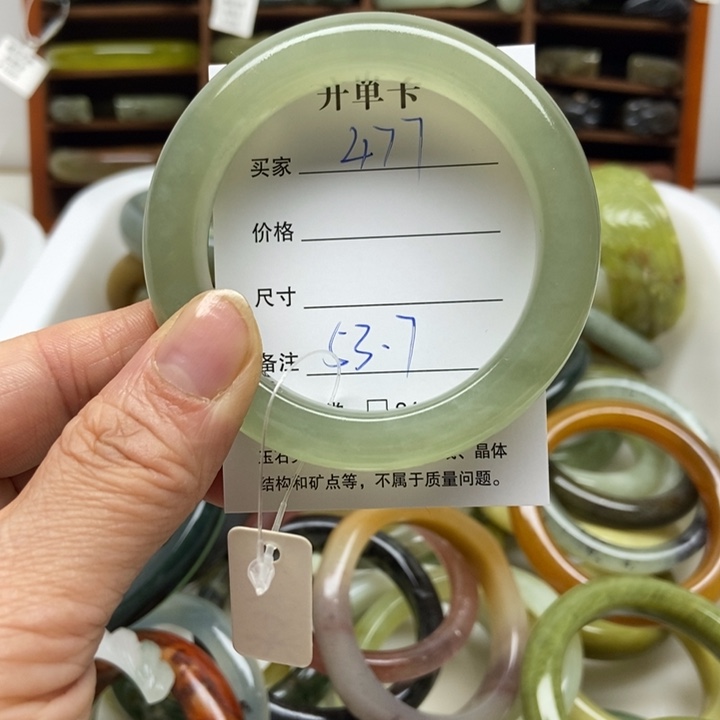 开单卡
买家 477
价格
尺寸
备注 53.7
玉石 、晶体
结构和矿点等，不属于质量问题。